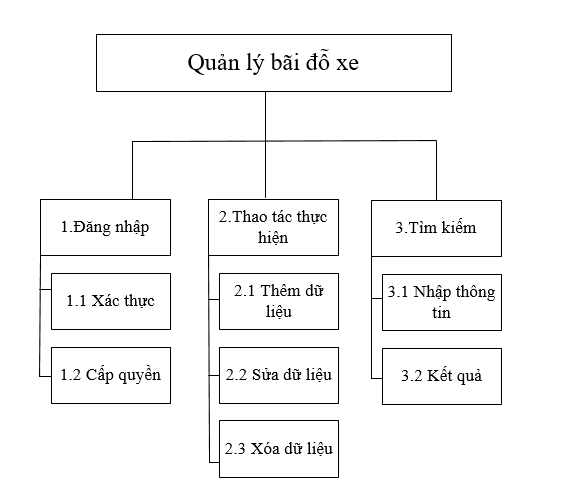 Quản lý bãi đỗ xe
1.Đăng nhập
1.1 Xác thực
1.2 Cấp quyền
2.Thao tác thực
hiện
2.1 Thêm dữ
liệu
2.2 Sửa dữ liệu
2.3 Xóa dữ liệu
3.Tìm kiếm
3.1 Nhập thông
tin
3.2 Kết quả